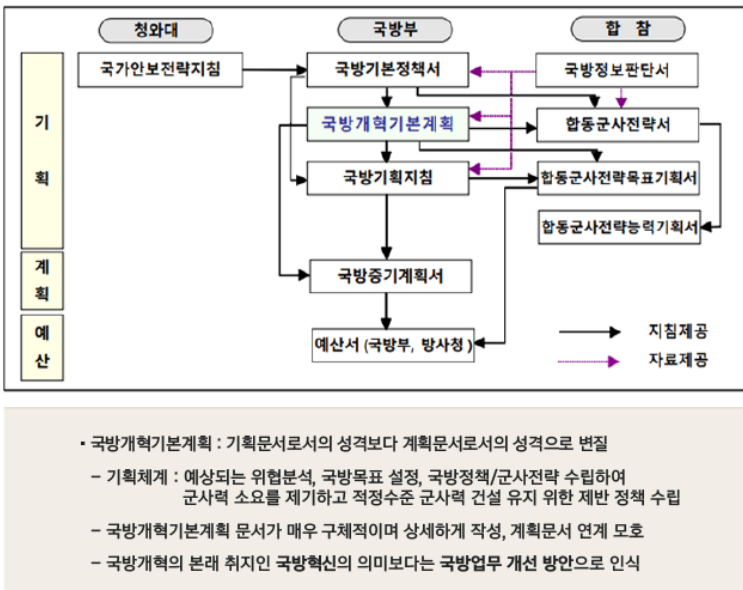 청와대
국방부
합 참
기
획
국가안보전략지침
국방기본정책서
국방정보판단서
국방개혁기본계획
합동군사전략서
국방기획지침
합동군사전략목표기획서
합동군사전략능력기획서
계
획
국방중기계획서
예
산
예산서 (국방부, 방사청)
지침제공
자료제공
▪ 국방개혁기본계획 : 기획문서로서의 성격보다 계획문서로서의 성격으로 변질
– 기획체계 : 예상되는 위협분석, 국방목표 설정, 국방정책/군사전략 수립하여
군사력 소요를 제기하고 적정수준 군사력 건설 유지 위한 제반 정책 수립
– 국방개혁기본계획 문서가 매우 구체적이며 상세하게 작성, 계획문서 연계 모호
– 국방개혁의 본래 취지인 국방혁신의 의미보다는 국방업무 개선 방안으로 인식